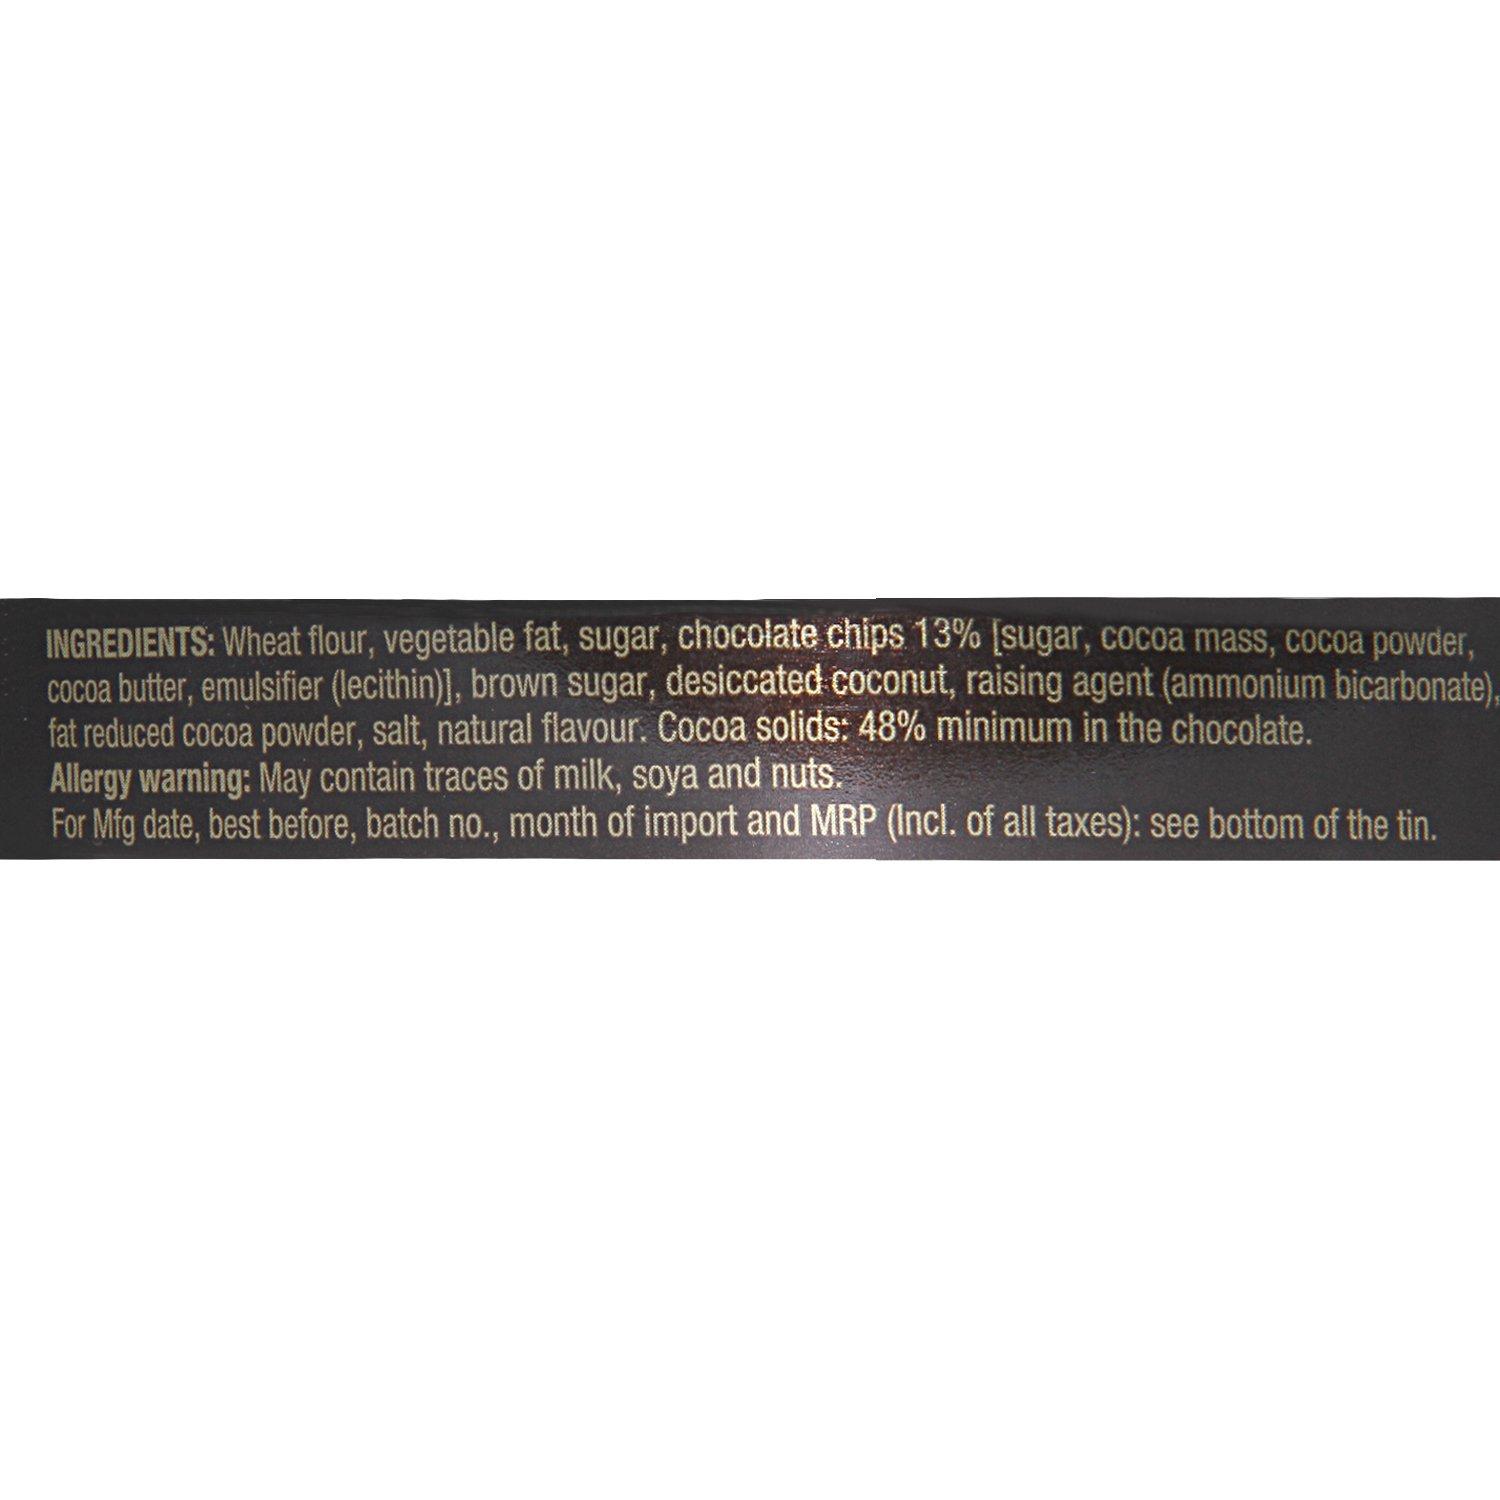 INGREDIENTS: Wheat flour, vegetable fat, sugar, chocolate chips 13% [sugar, cocoa mass, cocoa powder,
cocoa butter, emulsifier (lecithin)], brown sugar, desiccated coconut, raising agent (ammonium bicarbonate),
fat reduced cocoa powder, salt, natural flavour. Cocoa solids: 48% minimum in the chocolate.
Allergy warning: May contain traces of milk, soya and nuts.
For Mfg date, best before, batch no., month of import and MRP (Incl. of all taxes): see bottom of the tin.